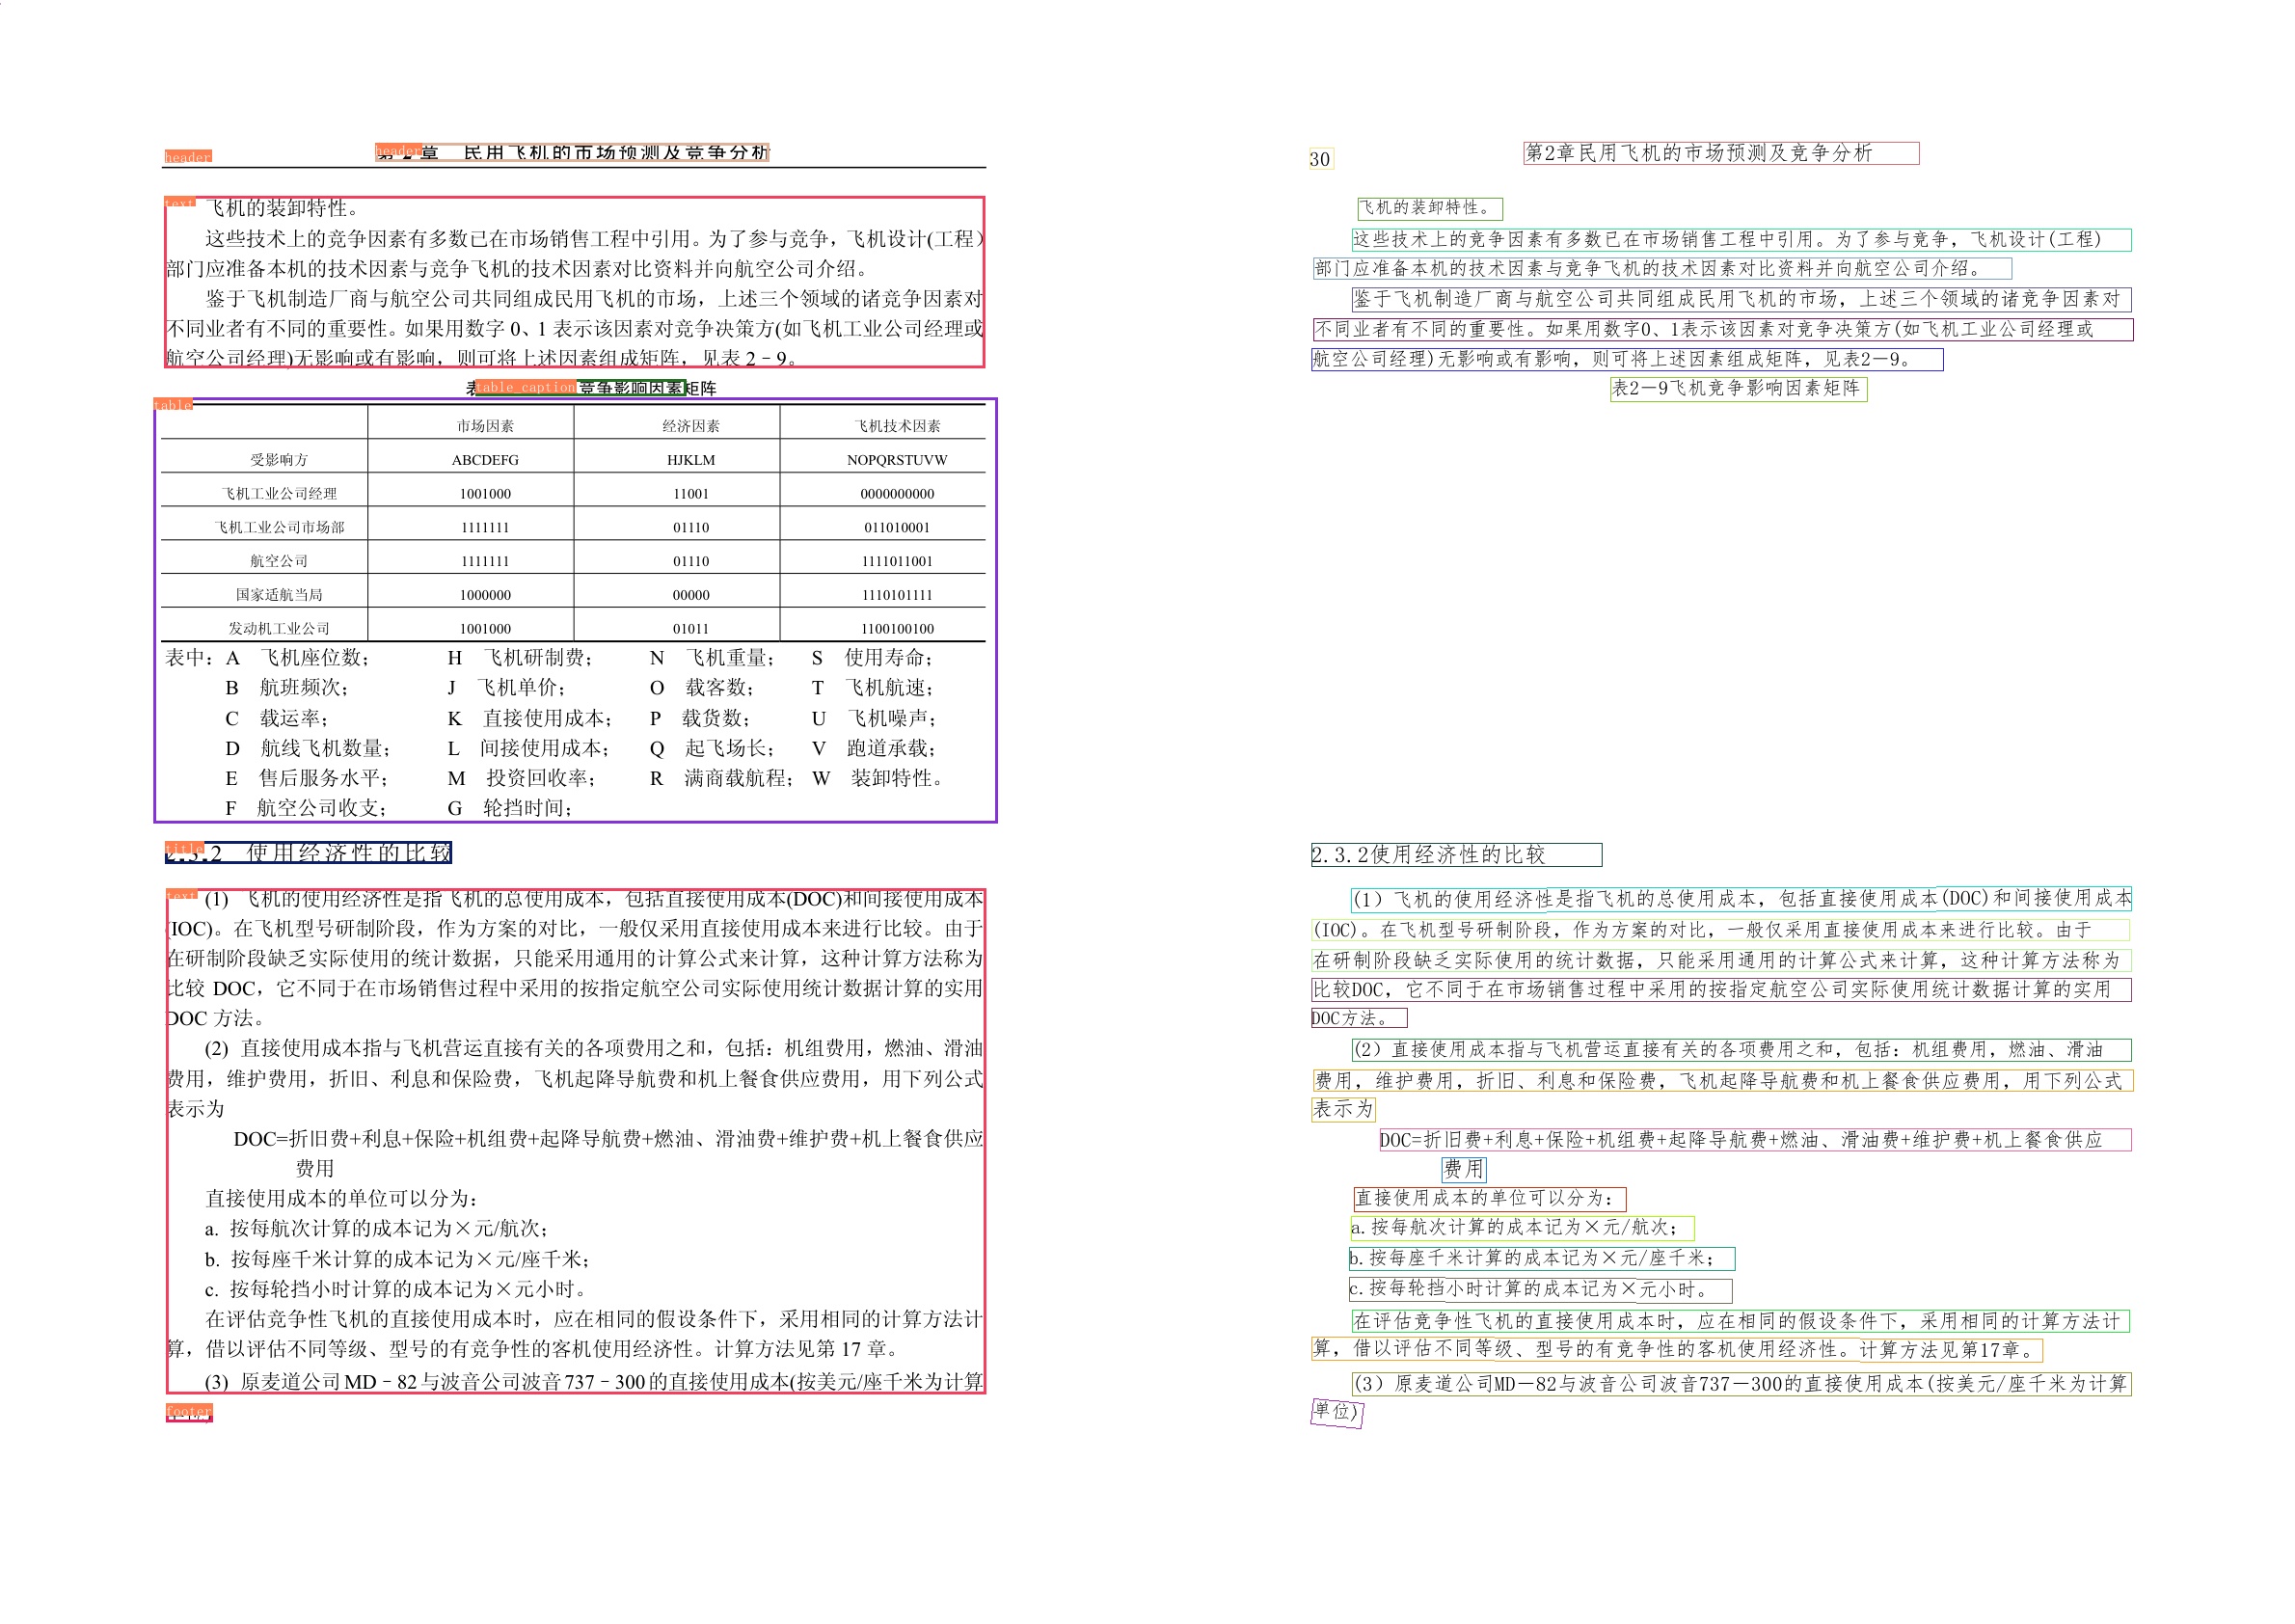 header
header
第 2 章 民用飞机的市场预测及竞争分析
text
飞机的装卸特性。
这些技术上的竞争因素有多数已在市场销售工程中引用。为了参与竞争，飞机设计(工程)
部门应准备本机的技术因素与竞争飞机的技术因素对比资料并向航空公司介绍。
鉴于飞机制造厂商与航空公司共同组成民用飞机的市场，上述三个领域的诸竞争因素对
不同业者有不同的重要性。如果用数字 0、1 表示该因素对竞争决策方(如飞机工业公司经理或
航空公司经理)无影响或有影响，则可将上述因素组成矩阵，见表 2－9。
表 table_caption 竞争影响因素矩阵
table
市场因素 经济因素 飞机技术因素
受影响方 ABCDEFG HJKLM NOPQRSTUVW
飞机工业公司经理 1001000 11001 0000000000
飞机工业公司市场部 1111111 01110 011010001
航空公司 1111111 01110 1111011001
国家适航当局 1000000 00000 1110101111
发动机工业公司 1001000 01011 1100100100
表中：A 飞机座位数； H 飞机研制费； N 飞机重量； S 使用寿命；
B 航班频次； J 飞机单价； O 载客数； T 飞机航速；
C 载运率； K 直接使用成本； P 载货数； U 飞机噪声；
D 航线飞机数量； L 间接使用成本； Q 起飞场长； V 跑道承载；
E 售后服务水平； M 投资回收率； R 满商载航程； W 装卸特性。
F 航空公司收支； G 轮挡时间；
title
2.3.2 使用经济性的比较
text
(1) 飞机的使用经济性是指飞机的总使用成本，包括直接使用成本(DOC)和间接使用成本
(IOC)。在飞机型号研制阶段，作为方案的对比，一般仅采用直接使用成本来进行比较。由于
在研制阶段缺乏实际使用的统计数据，只能采用通用的计算公式来计算，这种计算方法称为
比较 DOC，它不同于在市场销售过程中采用的按指定航空公司实际使用统计数据计算的实用
DOC 方法。
(2) 直接使用成本指与飞机营运直接有关的各项费用之和，包括：机组费用，燃油、滑油
费用，维护费用，折旧、利息和保险费，飞机起降导航费和机上餐食供应费用，用下列公式
表示为
DOC=折旧费+利息+保险+机组费+起降导航费+燃油、滑油费+维护费+机上餐食供应
费用
直接使用成本的单位可以分为：
a. 按每航次计算的成本记为×元/航次；
b. 按每座千米计算的成本记为×元/座千米；
c. 按每轮挡小时计算的成本记为×元小时。
在评估竞争性飞机的直接使用成本时，应在相同的假设条件下，采用相同的计算方法计
算，借以评估不同等级、型号的有竞争性的客机使用经济性。计算方法见第 17 章。
(3) 原麦道公司 MD－82 与波音公司波音 737－300 的直接使用成本(按美元/座千米为计算
footer
30
第2章民用飞机的市场预测及竞争分析
飞机的装卸特性。
这些技术上的竞争因素有多数已在市场销售工程中引用。为了参与竞争，飞机设计(工程)
部门应准备本机的技术因素与竞争飞机的技术因素对比资料并向航空公司介绍。
鉴于飞机制造厂商与航空公司共同组成民用飞机的市场，上述三个领域的诸竞争因素对
不同业者有不同的重要性。如果用数字0、1表示该因素对竞争决策方(如飞机工业公司经理或
航空公司经理)无影响或有影响，则可将上述因素组成矩阵，见表2－9。
表2－9飞机竞争影响因素矩阵
2.3.2使用经济性的比较
(1）飞机的使用经济性是指飞机的总使用成本，包括直接使用成本(DOC)和间接使用成本
(IOC)。在飞机型号研制阶段，作为方案的对比，一般仅采用直接使用成本来进行比较。由于
在研制阶段缺乏实际使用的统计数据，只能采用通用的计算公式来计算，这种计算方法称为
比较DOC，它不同于在市场销售过程中采用的按指定航空公司实际使用统计数据计算的实用
DOC方法。
(2）直接使用成本指与飞机营运直接有关的各项费用之和，包括：机组费用，燃油、滑油
费用，维护费用，折旧、利息和保险费，飞机起降导航费和机上餐食供应费用，用下列公式
表示为
DOC=折旧费+利息+保险+机组费+起降导航费+燃油、滑油费+维护费+机上餐食供应
费用
直接使用成本的单位可以分为：
a.按每航次计算的成本记为×元/航次；
b.按每座千米计算的成本记为×元/座千米；
c.按每轮挡小时计算的成本记为×元小时。
在评估竞争性飞机的直接使用成本时，应在相同的假设条件下，采用相同的计算方法计
算，借以评估不同等级、型号的有竞争性的客机使用经济性。计算方法见第17章。
(3）原麦道公司MD－82与波音公司波音737－300的直接使用成本(按美元/座千米为计算
单位)